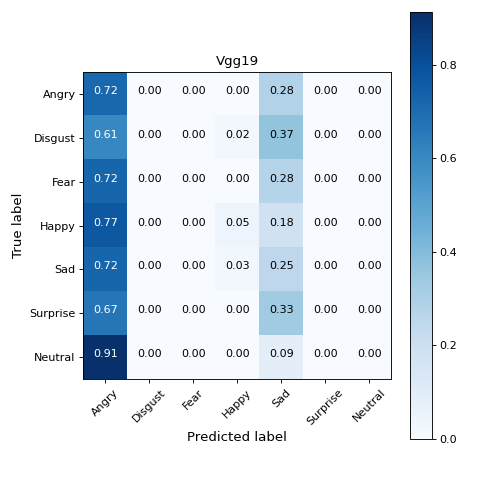 Vgg19
True label
Angry 0.72 0.00 0.00 0.00 0.28 0.00 0.00
Disgust 0.61 0.00 0.00 0.02 0.37 0.00 0.00
Fear 0.72 0.00 0.00 0.00 0.28 0.00 0.00
Happy 0.77 0.00 0.00 0.05 0.18 0.00 0.00
Sad 0.72 0.00 0.00 0.03 0.25 0.00 0.00
Surprise 0.67 0.00 0.00 0.00 0.33 0.00 0.00
Neutral 0.91 0.00 0.00 0.00 0.09 0.00 0.00
Angry Disgust Fear Happy Sad Surprise Neutral
Predicted label
0.8
0.6
0.4
0.2
0.0